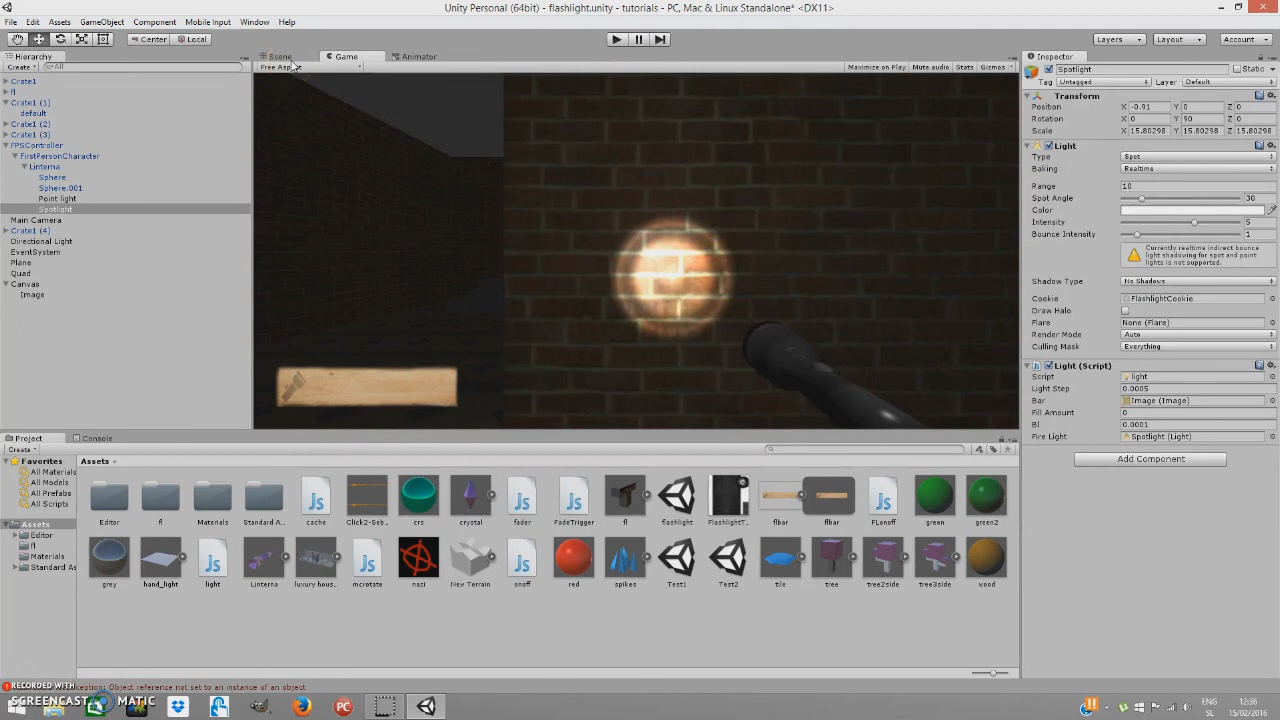 Unity Personal (64bit) - flashlight.unity - tutorials - PC, Mac & Linux Standalone* <DX11>
File Edit Assets GameObject Component Mobile Input Window Help
Center Local Layers Layout Account
Hierarchy Scene Game Animator Inspector
Create All Free Aspect Maximize on Play Mute audio Stats Gizmos
Spotlight Static
Tag Untagged Layer Default
Crate1
fl
Crate1 (1)
default
Crate1 (2)
Crate1 (3)
FPSController
FirstPersonCharacter
Linterna
Sphere
Sphere.001
Point light
Spotlight
Main Camera
Crate1 (4)
Directional Light
EventSystem
Plane
Quad
Canvas
Image
Transform
Position X -0.91 Y 0 Z 0
Rotation X 0 Y 90 Z 0
Scale X 15.80298 Y 15.80298 Z 15.80298
Light
Type Spot
Baking Realtime
Range 10
Spot Angle 30
Color
Intensity 5
Bounce Intensity 1
Currently realtime indirect bounce
light shadowing for spot and point
lights is not supported.
Shadow Type No Shadows
Cookie FlashlightCookie
Draw Halo
Flare None (Flare)
Render Mode Auto
Culling Mask Everything
Light (Script)
Script light
Light Step 0.0005
Bar Image (Image)
Fill Amount 0
Bl 0.0001
Fire Light Spotlight (Light)
Add Component
Project Console
Create
Favorites
All Materials
All Models
All Prefabs
All Scripts
Assets
Editor
fl
Materials
Standard As
Assets
Editor fl Materials Standard A... cache Click2-Seb... crs crystal fader FadeTrigger fl flashlight FlashlightT... flbar flbar FLonoff green green2
grey hand_light light Linterna luxury hous... mcrotate nazi New Terrain onoff red spikes Test1 Test2 tile tree tree2side tree3side wood
Object reference not set to an instance of an object
RECORDED WITH
SCREENCAST MATIC
PC
ENG
SL
12:36
15/02/2016